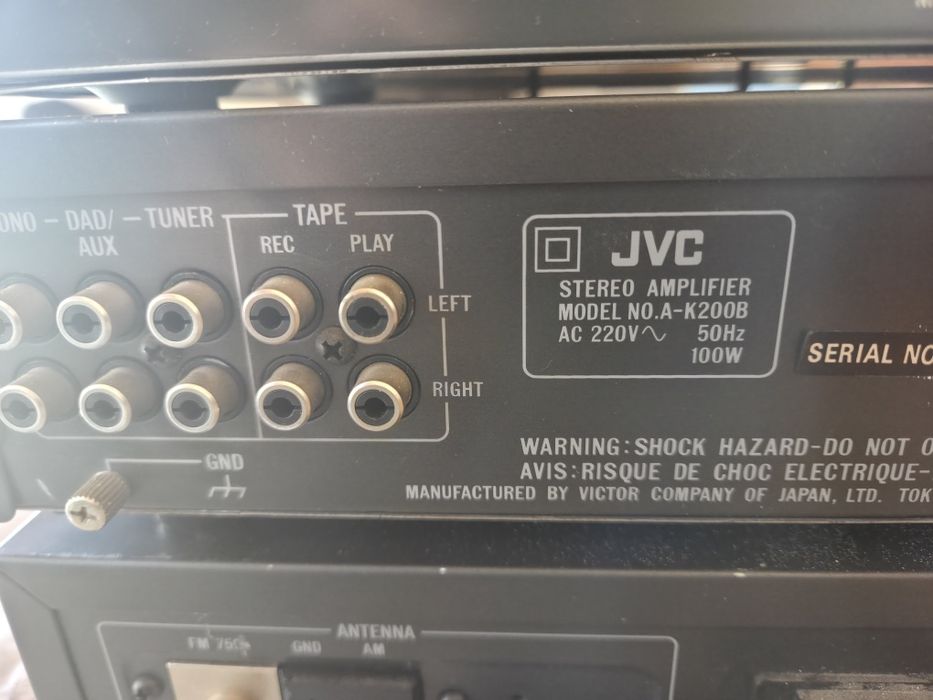 DAD/ TUNER TAPE
AUX REC PLAY
LEFT
RIGHT
GND
JVC
STEREO AMPLIFIER
MODEL NO.A-K200B
AC 220V~ 50Hz
100W
SERIAL NO
WARNING:SHOCK HAZARD-DO NOT
AVIS:RISQUE DE CHOC ELECTRIQUE-
MANUFACTURED BY VICTOR COMPANY OF JAPAN, LTD. TOK
ANTENNA
FM 75Ω GND AM